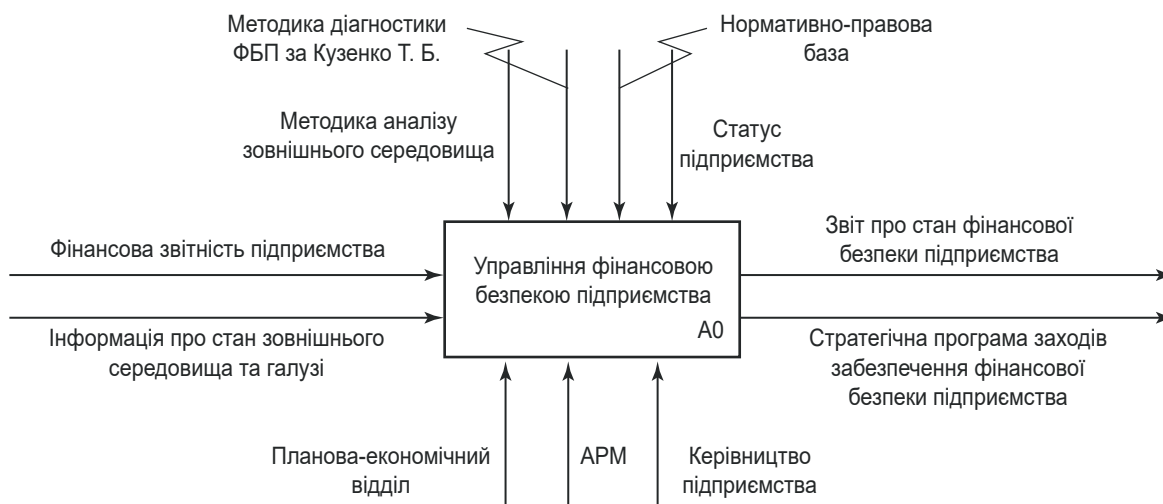 Методика діагностики
ФБП за Кузенко Т. Б.
Нормативно-правова
база
Методика аналізу
зовнішнього середовища
Статус
підприємства
Фінансова звітність підприємства
Інформація про стан зовнішнього
середовища та галузі
Управління фінансовою
безпекою підприємства
А0
Звіт про стан фінансової
безпеки підприємства
Стратегічна програма заходів
забезпечення фінансової
безпеки підприємства
Планова-економічний
відділ
АРМ
Керівництво
підприємства